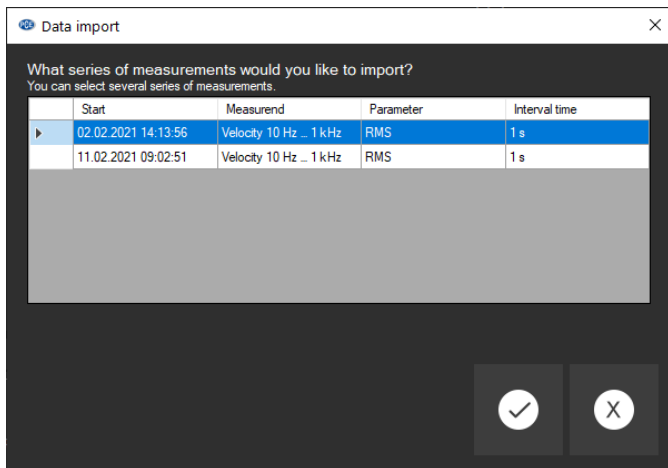 PCE Data import
What series of measurements would you like to import?
You can select several series of measurements.
Start Measurend Parameter Interval time
02.02.2021 14:13:56 Velocity 10 Hz ... 1 kHz RMS 1 s
11.02.2021 09:02:51 Velocity 10 Hz ... 1 kHz RMS 1 s
X